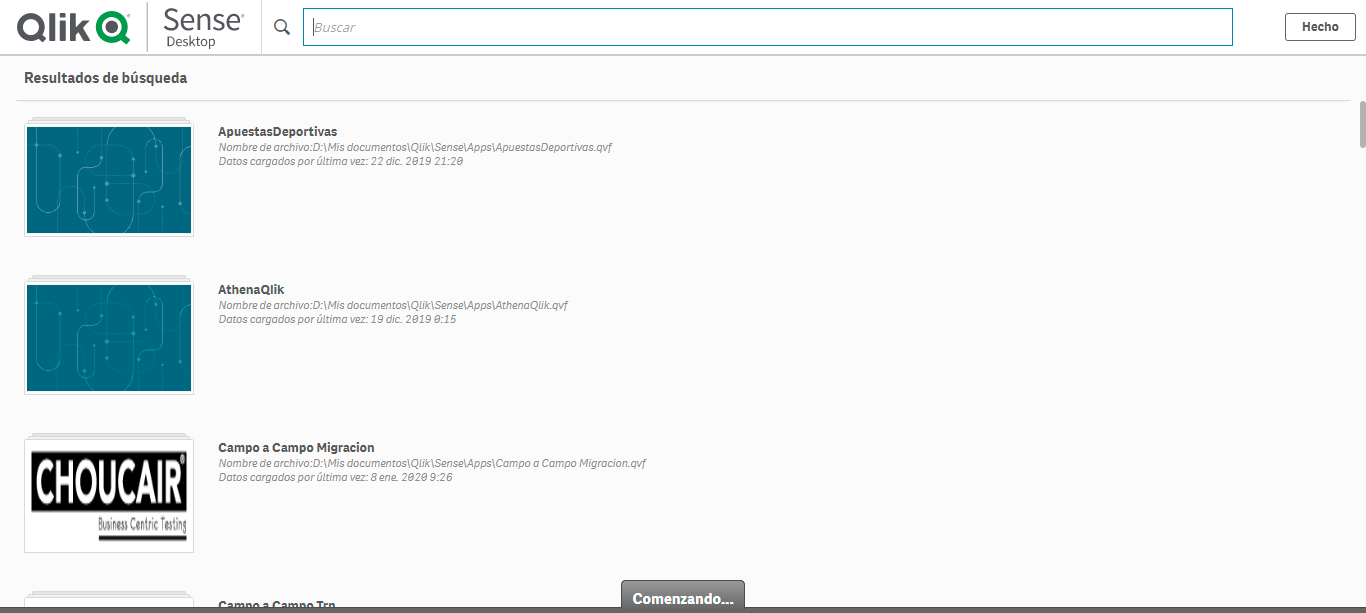 Qlik
Sense®
Desktop
Buscar
Hecho
Resultados de búsqueda
ApuestasDeportivas
Nombre de archivo:D:\Mis documentos\Qlik\Sense\Apps\ApuestasDeportivas.qvf
Datos cargados por última vez: 22 dic. 2019 21:20
AthenaQlik
Nombre de archivo:D:\Mis documentos\Qlik\Sense\Apps\AthenaQlik.qvf
Datos cargados por última vez: 19 dic. 2019 0:15
CHOUCAIR®
Business Centric Testing
Campo a Campo Migracion
Nombre de archivo:D:\Mis documentos\Qlik\Sense\Apps\Campo a Campo Migracion.qvf
Datos cargados por última vez: 8 ene. 2020 9:26
Campo a Campo Trn
Comenzando...